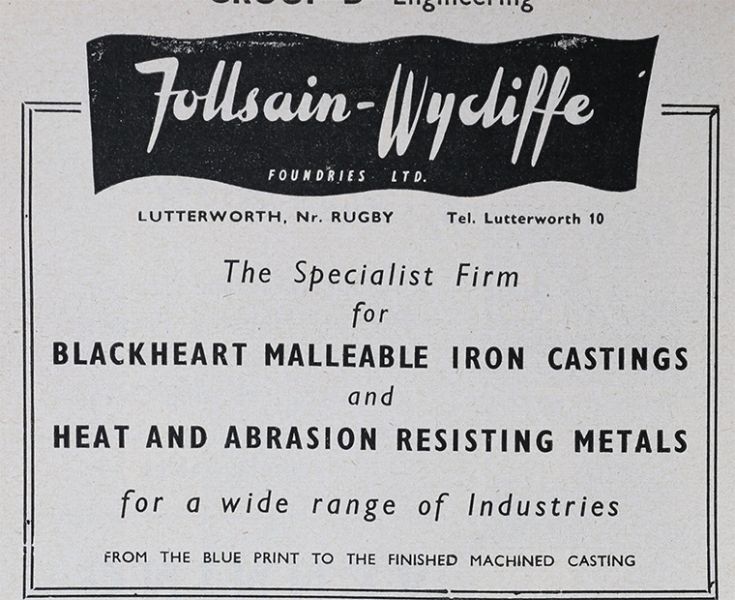 GROUP D Engineering
Follsain-Wycliffe
FOUNDRIES LTD.
LUTTERWORTH, Nr. RUGBY Tel. Lutterworth 10
The Specialist Firm
for
BLACKHEART MALLEABLE IRON CASTINGS
and
HEAT AND ABRASION RESISTING METALS
for a wide range of Industries
FROM THE BLUE PRINT TO THE FINISHED MACHINED CASTING